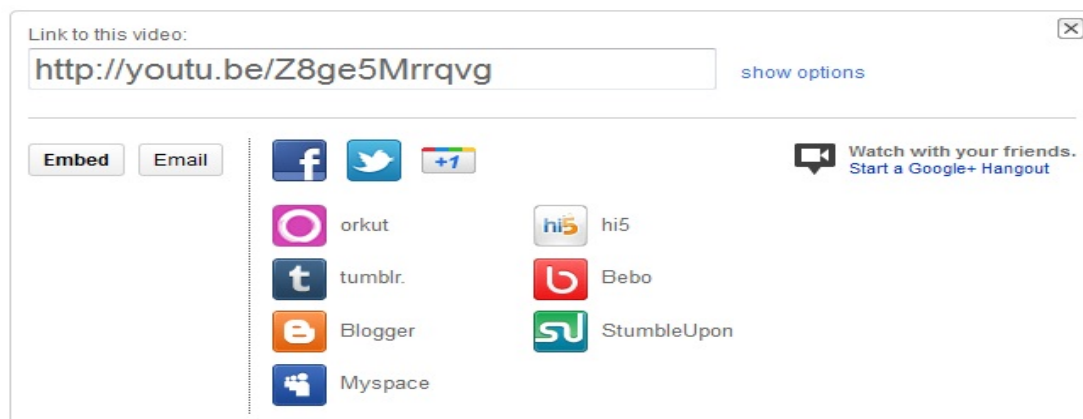 Link to this video:
http://youtu.be/Z8ge5Mrrqvg
show options
Embed
Email
f
+1
Watch with your friends.
Start a Google+ Hangout
orkut
hi5 hi5
t tumblr.
b Bebo
B Blogger
su StumbleUpon
Myspace